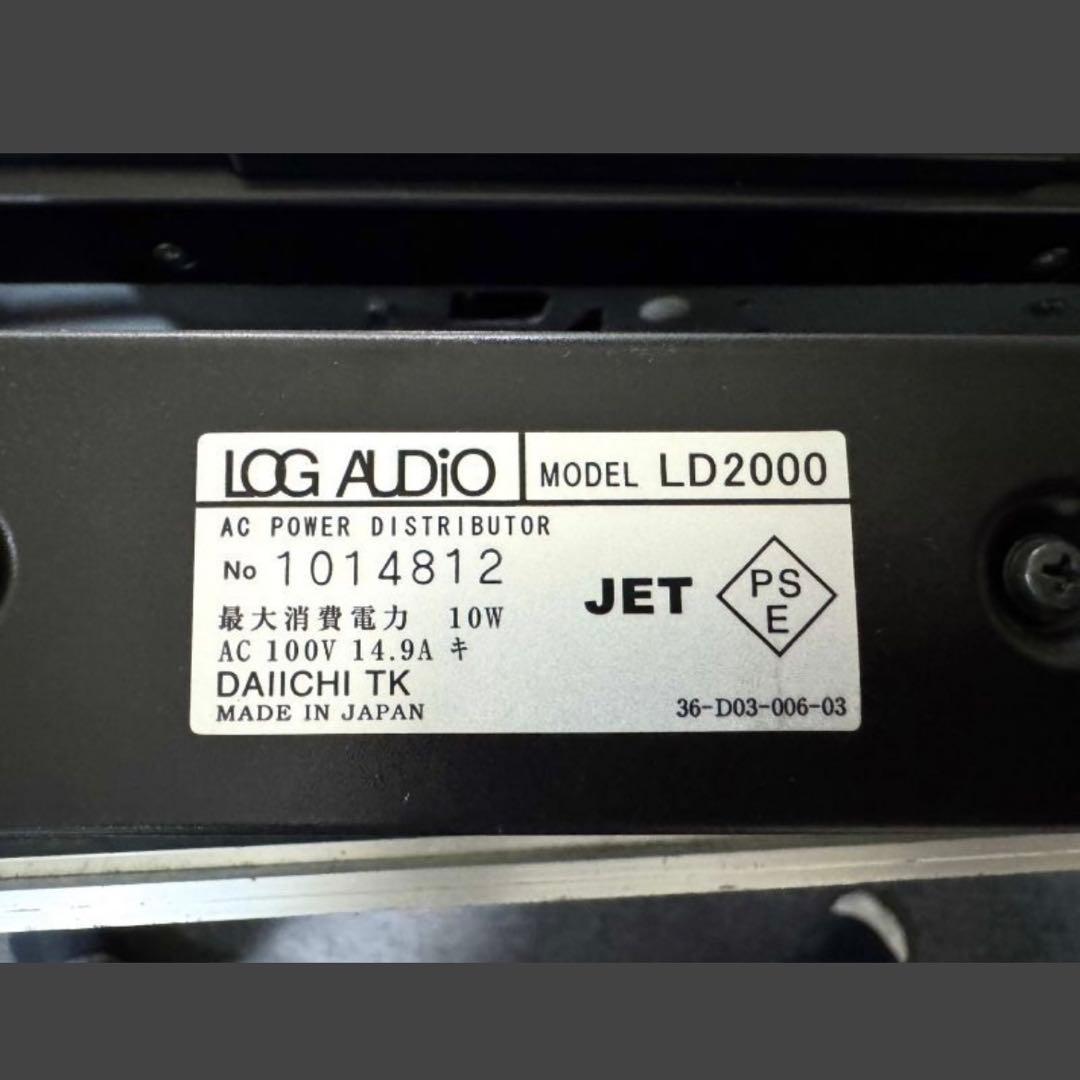 LOG AUDiO
MODEL LD2000
AC POWER DISTRIBUTOR
No 1014812
最大消費電力 10W
AC 100V 14.9A キ
DAIICHI TK
MADE IN JAPAN
JET
PS
E
36-D03-006-03